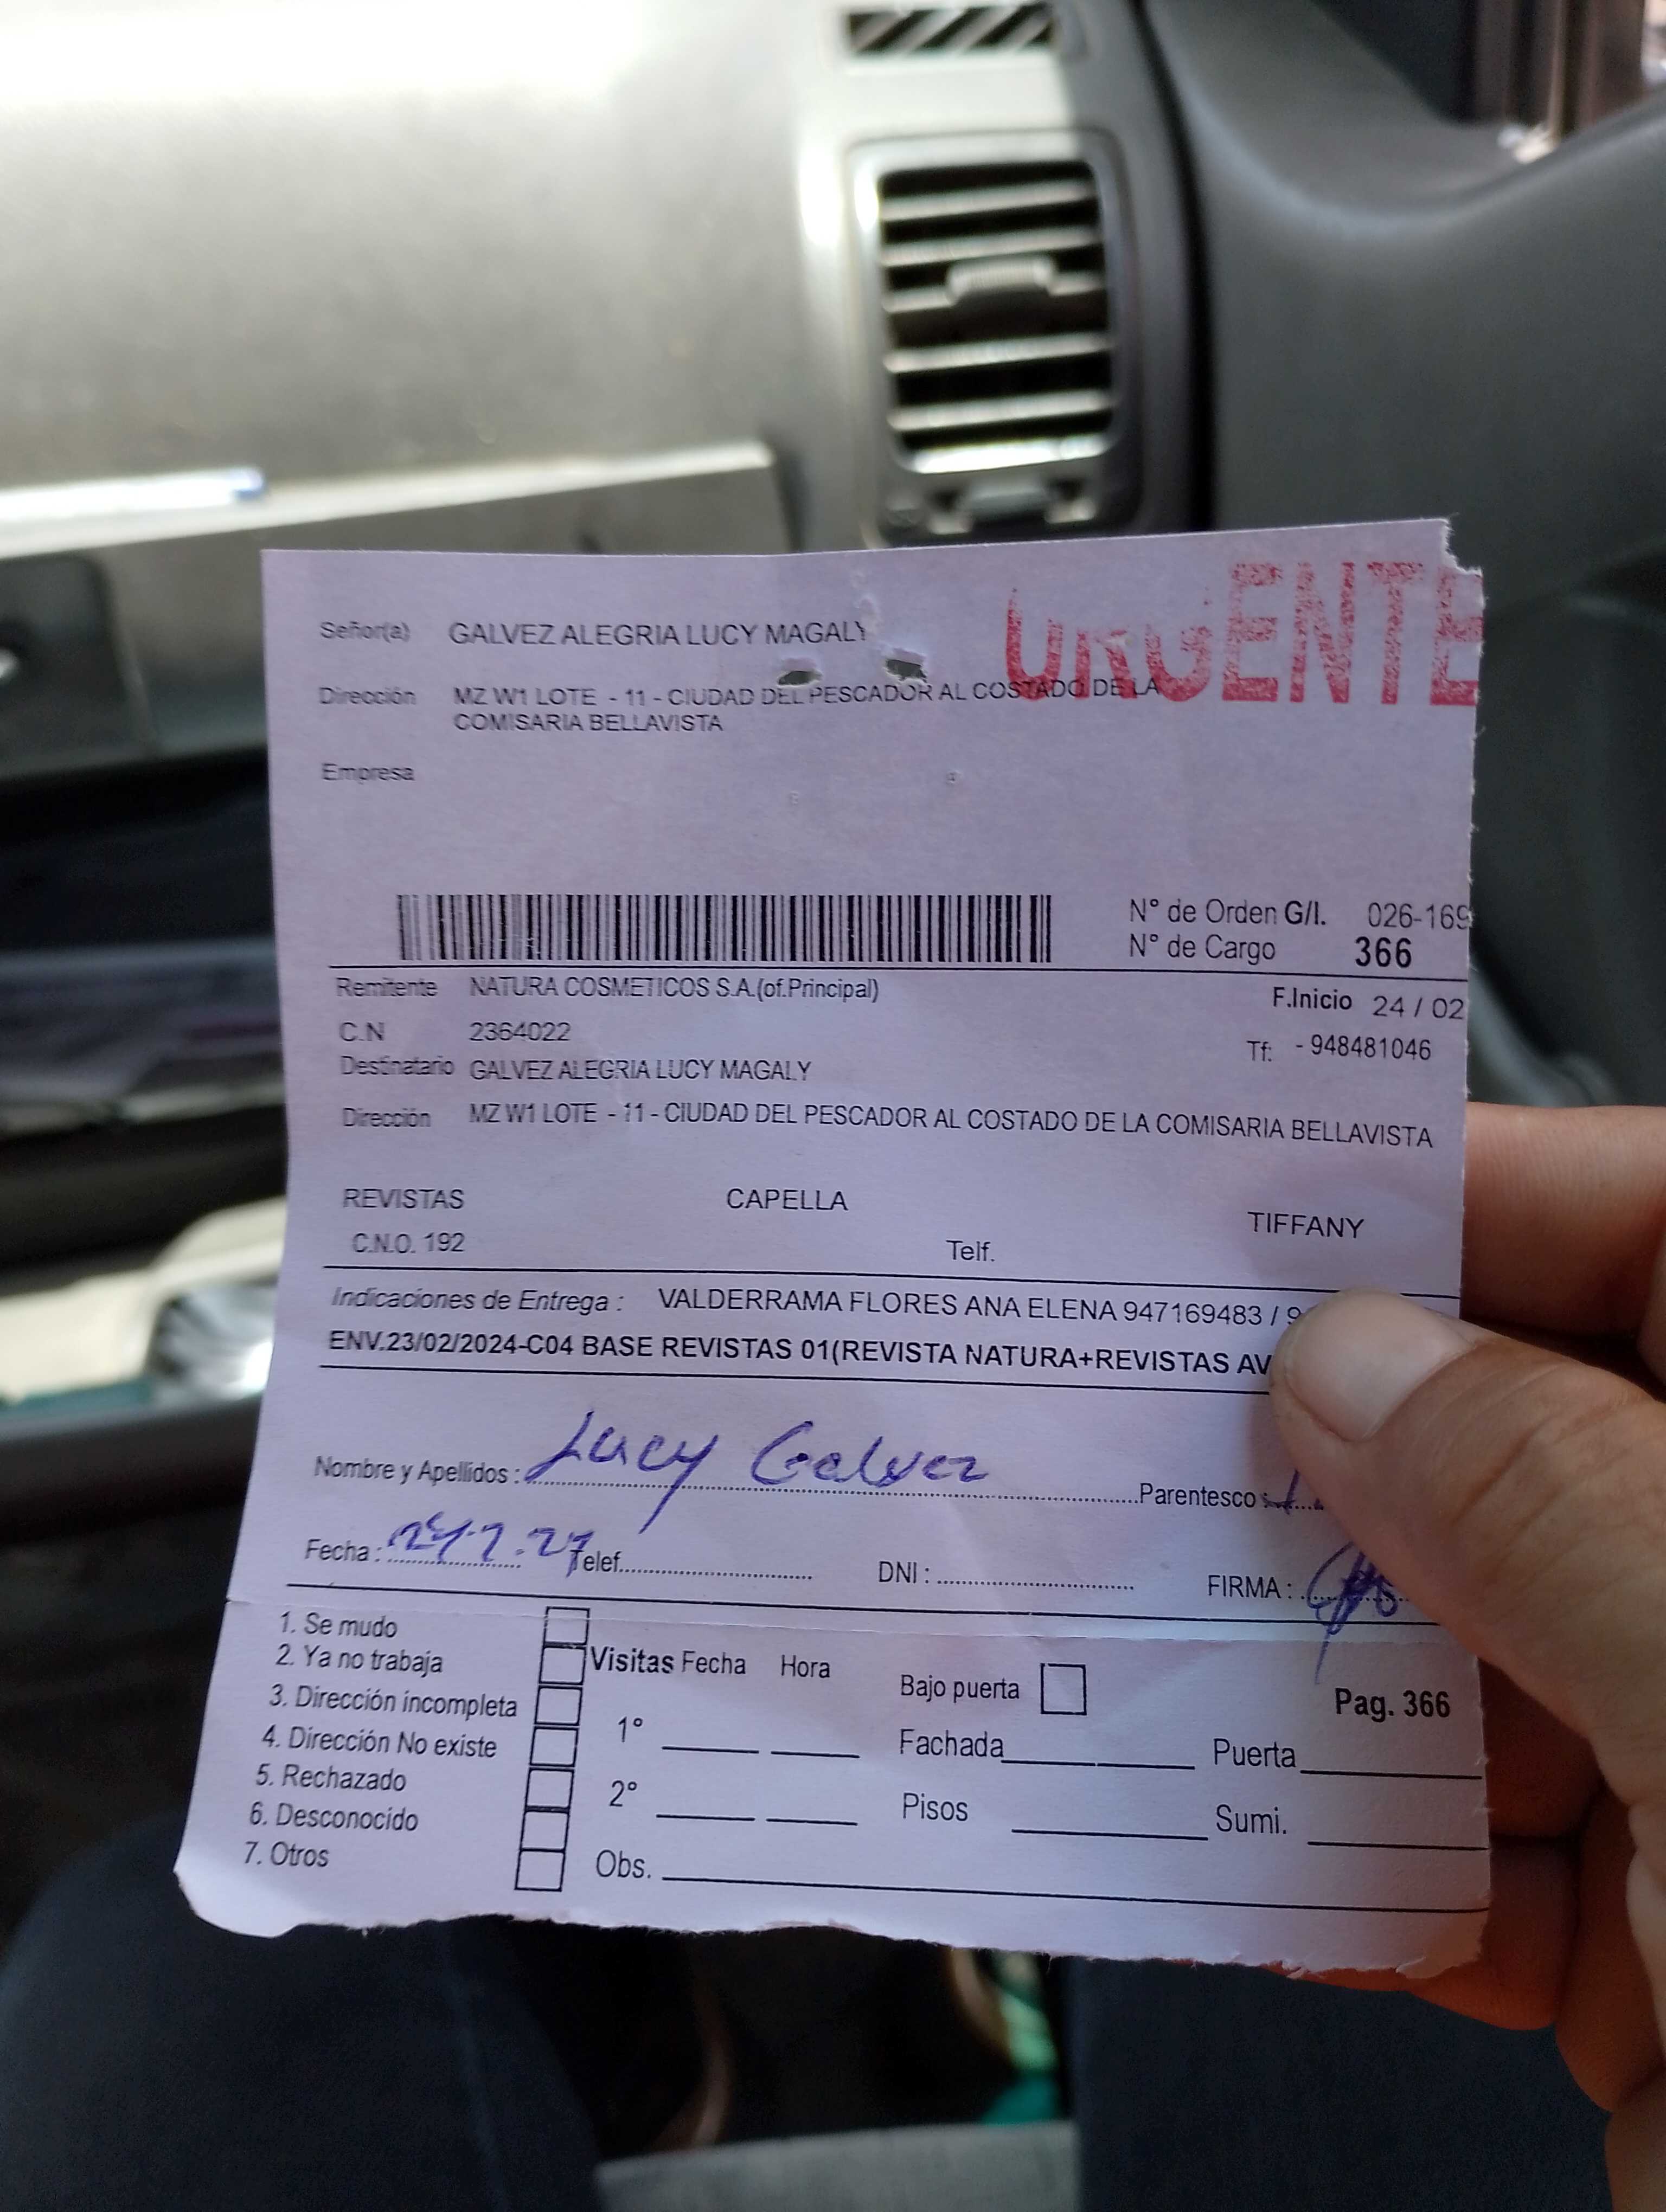 URGENTE
Señor(a) GALVEZ ALEGRIA LUCY MAGALY
Dirección MZ W1 LOTE - 11 - CIUDAD DEL PESCADOR AL COSTADO DE LA
COMISARIA BELLAVISTA
Empresa
N° de Orden G/I. 026-169
N° de Cargo 366
Remitente NATURA COSMETICOS S.A.(of.Principal)
F.Inicio 24 / 02
C.N 2364022
Tf: - 948481046
Destinatario GALVEZ ALEGRIA LUCY MAGALY
Dirección MZ W1 LOTE - 11 - CIUDAD DEL PESCADOR AL COSTADO DE LA COMISARIA BELLAVISTA
REVISTAS CAPELLA TIFFANY
C.N.O. 192 Telf.
Indicaciones de Entrega : VALDERRAMA FLORES ANA ELENA 947169483 / 9
ENV.23/02/2024-C04 BASE REVISTAS 01(REVISTA NATURA+REVISTAS AV
Nombre y Apellidos : Lucy Galvez Parentesco :
Fecha : Telef. DNI : FIRMA :
1. Se mudo
2. Ya no trabaja
3. Dirección incompleta
4. Dirección No existe
5. Rechazado
6. Desconocido
7. Otros
Visitas Fecha Hora
1°
2°
Obs.
Bajo puerta
Pag. 366
Fachada Puerta
Pisos Sumi.